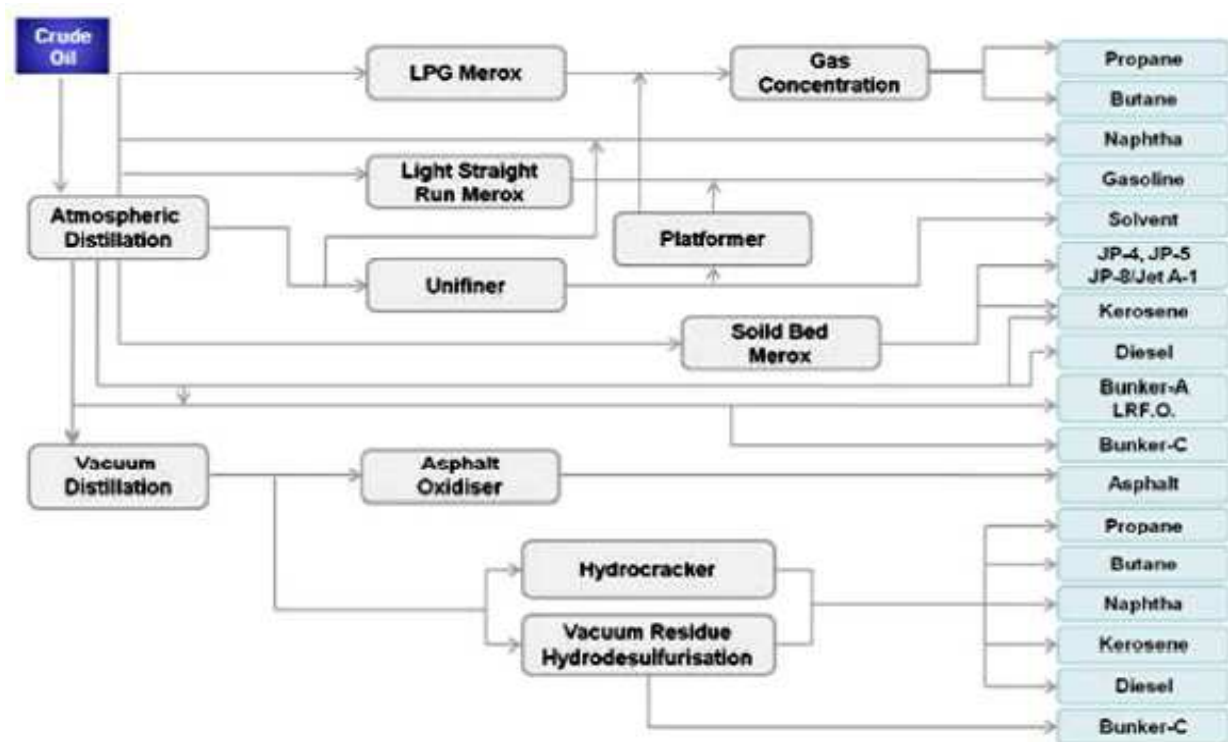 Crude
Oil
LPG Merox
Gas
Concentration
Propane
Butane
Naphtha
Light Straight
Run Merox
Gasoline
Atmospheric
Distillation
Platformer
Solvent
Unifiner
JP-4, JP-5
JP-8/Jet A-1
Kerosene
Soild Bed
Merox
Diesel
Bunker-A
LRF.O.
Bunker-C
Vacuum
Distillation
Asphalt
Oxidiser
Asphalt
Propane
Hydrocracker
Butane
Naphtha
Vacuum Residue
Hydrodesulfurisation
Kerosene
Diesel
Bunker-C